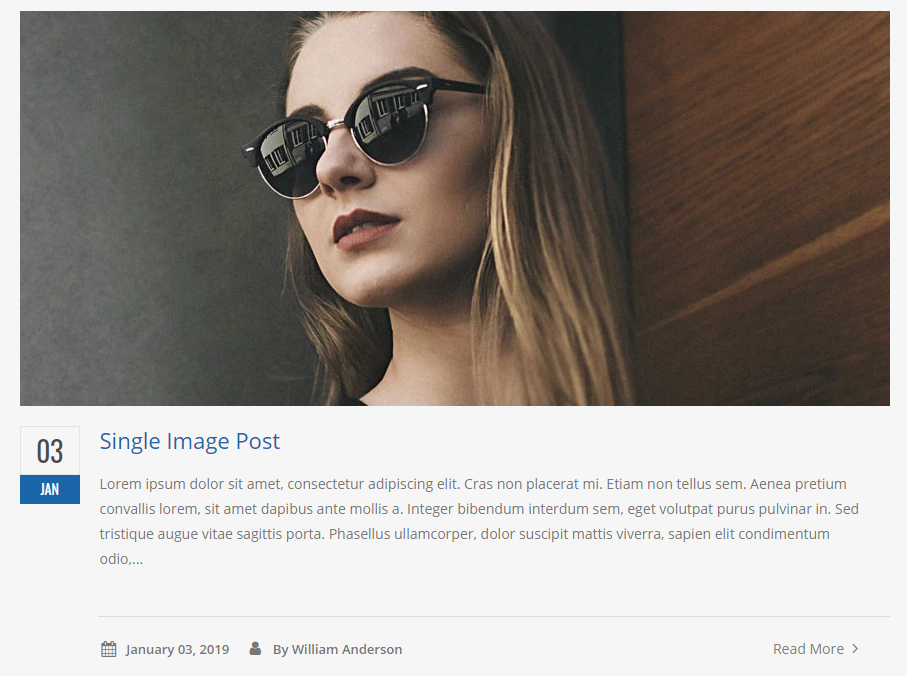 03
JAN
Single Image Post
Lorem ipsum dolor sit amet, consectetur adipiscing elit. Cras non placerat mi. Etiam non tellus sem. Aenea pretium
convallis lorem, sit amet dapibus ante mollis a. Integer bibendum interdum sem, eget volutpat purus pulvinar in. Sed
tristique augue vitae sagittis porta. Phasellus ullamcorper, dolor suscipit mattis viverra, sapien elit condimentum
odio,...
January 03, 2019 By William Anderson Read More